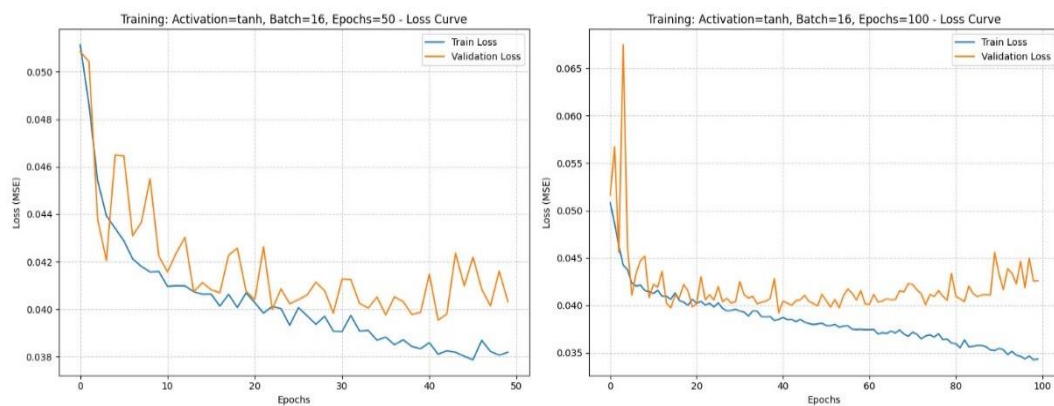 Training: Activation=tanh, Batch=16, Epochs=50 - Loss Curve
Train Loss
Validation Loss
0.050
0.048
0.046
0.044
0.042
0.040
0.038
Loss (MSE)
0 10 20 30 40 50
Epochs
Training: Activation=tanh, Batch=16, Epochs=100 - Loss Curve
Train Loss
Validation Loss
0.065
0.060
0.055
0.050
0.045
0.040
0.035
Loss (MSE)
0 20 40 60 80 100
Epochs